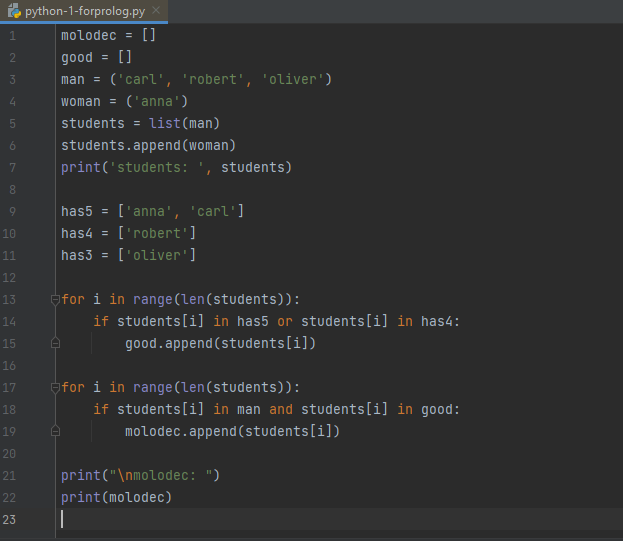 python-1-forprolog.py
1 molodec = []
2 good = []
3 man = ('carl', 'robert', 'oliver')
4 woman = ('anna')
5 students = list(man)
6 students.append(woman)
7 print('students: ', students)
8
9 has5 = ['anna', 'carl']
10 has4 = ['robert']
11 has3 = ['oliver']
12
13 for i in range(len(students)):
14     if students[i] in has5 or students[i] in has4:
15         good.append(students[i])
16
17 for i in range(len(students)):
18     if students[i] in man and students[i] in good:
19         molodec.append(students[i])
20
21 print("\nmolodec: ")
22 print(molodec)
23